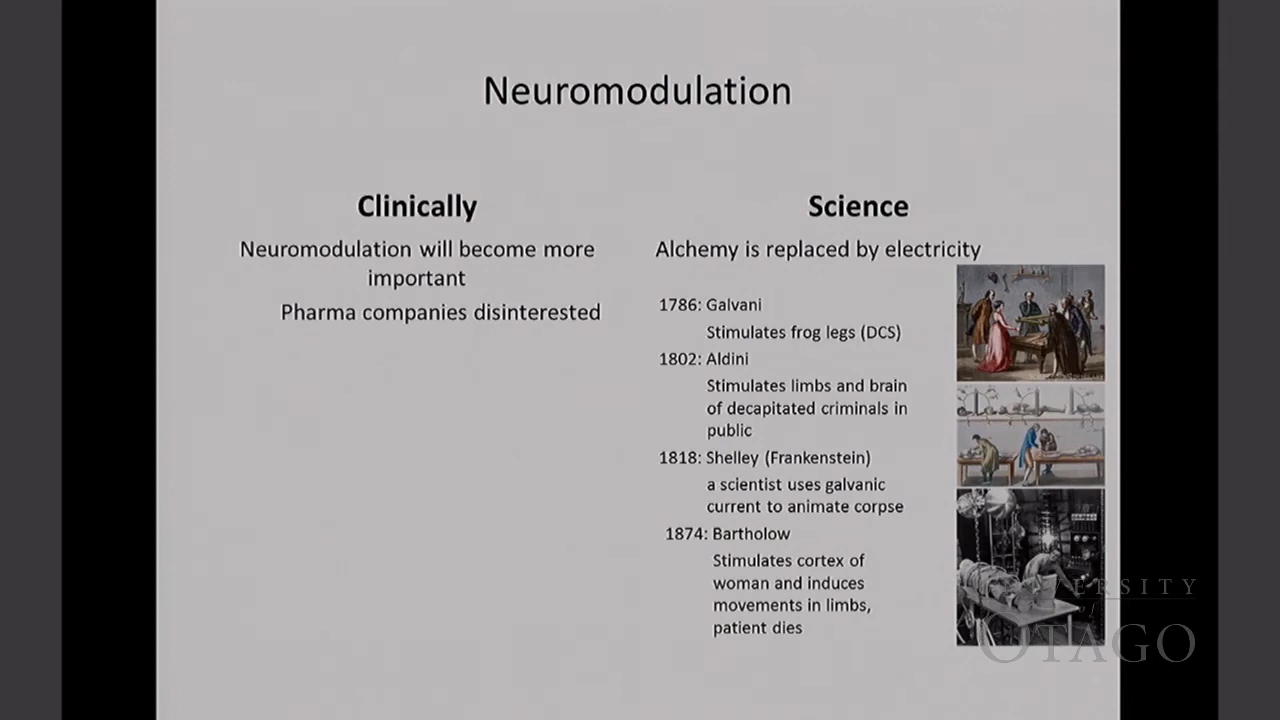 Neuromodulation
Clinically
Neuromodulation will become more
important
Pharma companies disinterested
Science
Alchemy is replaced by electricity
1786: Galvani
Stimulates frog legs (DCS)
1802: Aldini
Stimulates limbs and brain
of decapitated criminals in
public
1818: Shelley (Frankenstein)
a scientist uses galvanic
current to animate corpse
1874: Bartholow
Stimulates cortex of
woman and induces
movements in limbs,
patient dies
OTAGO